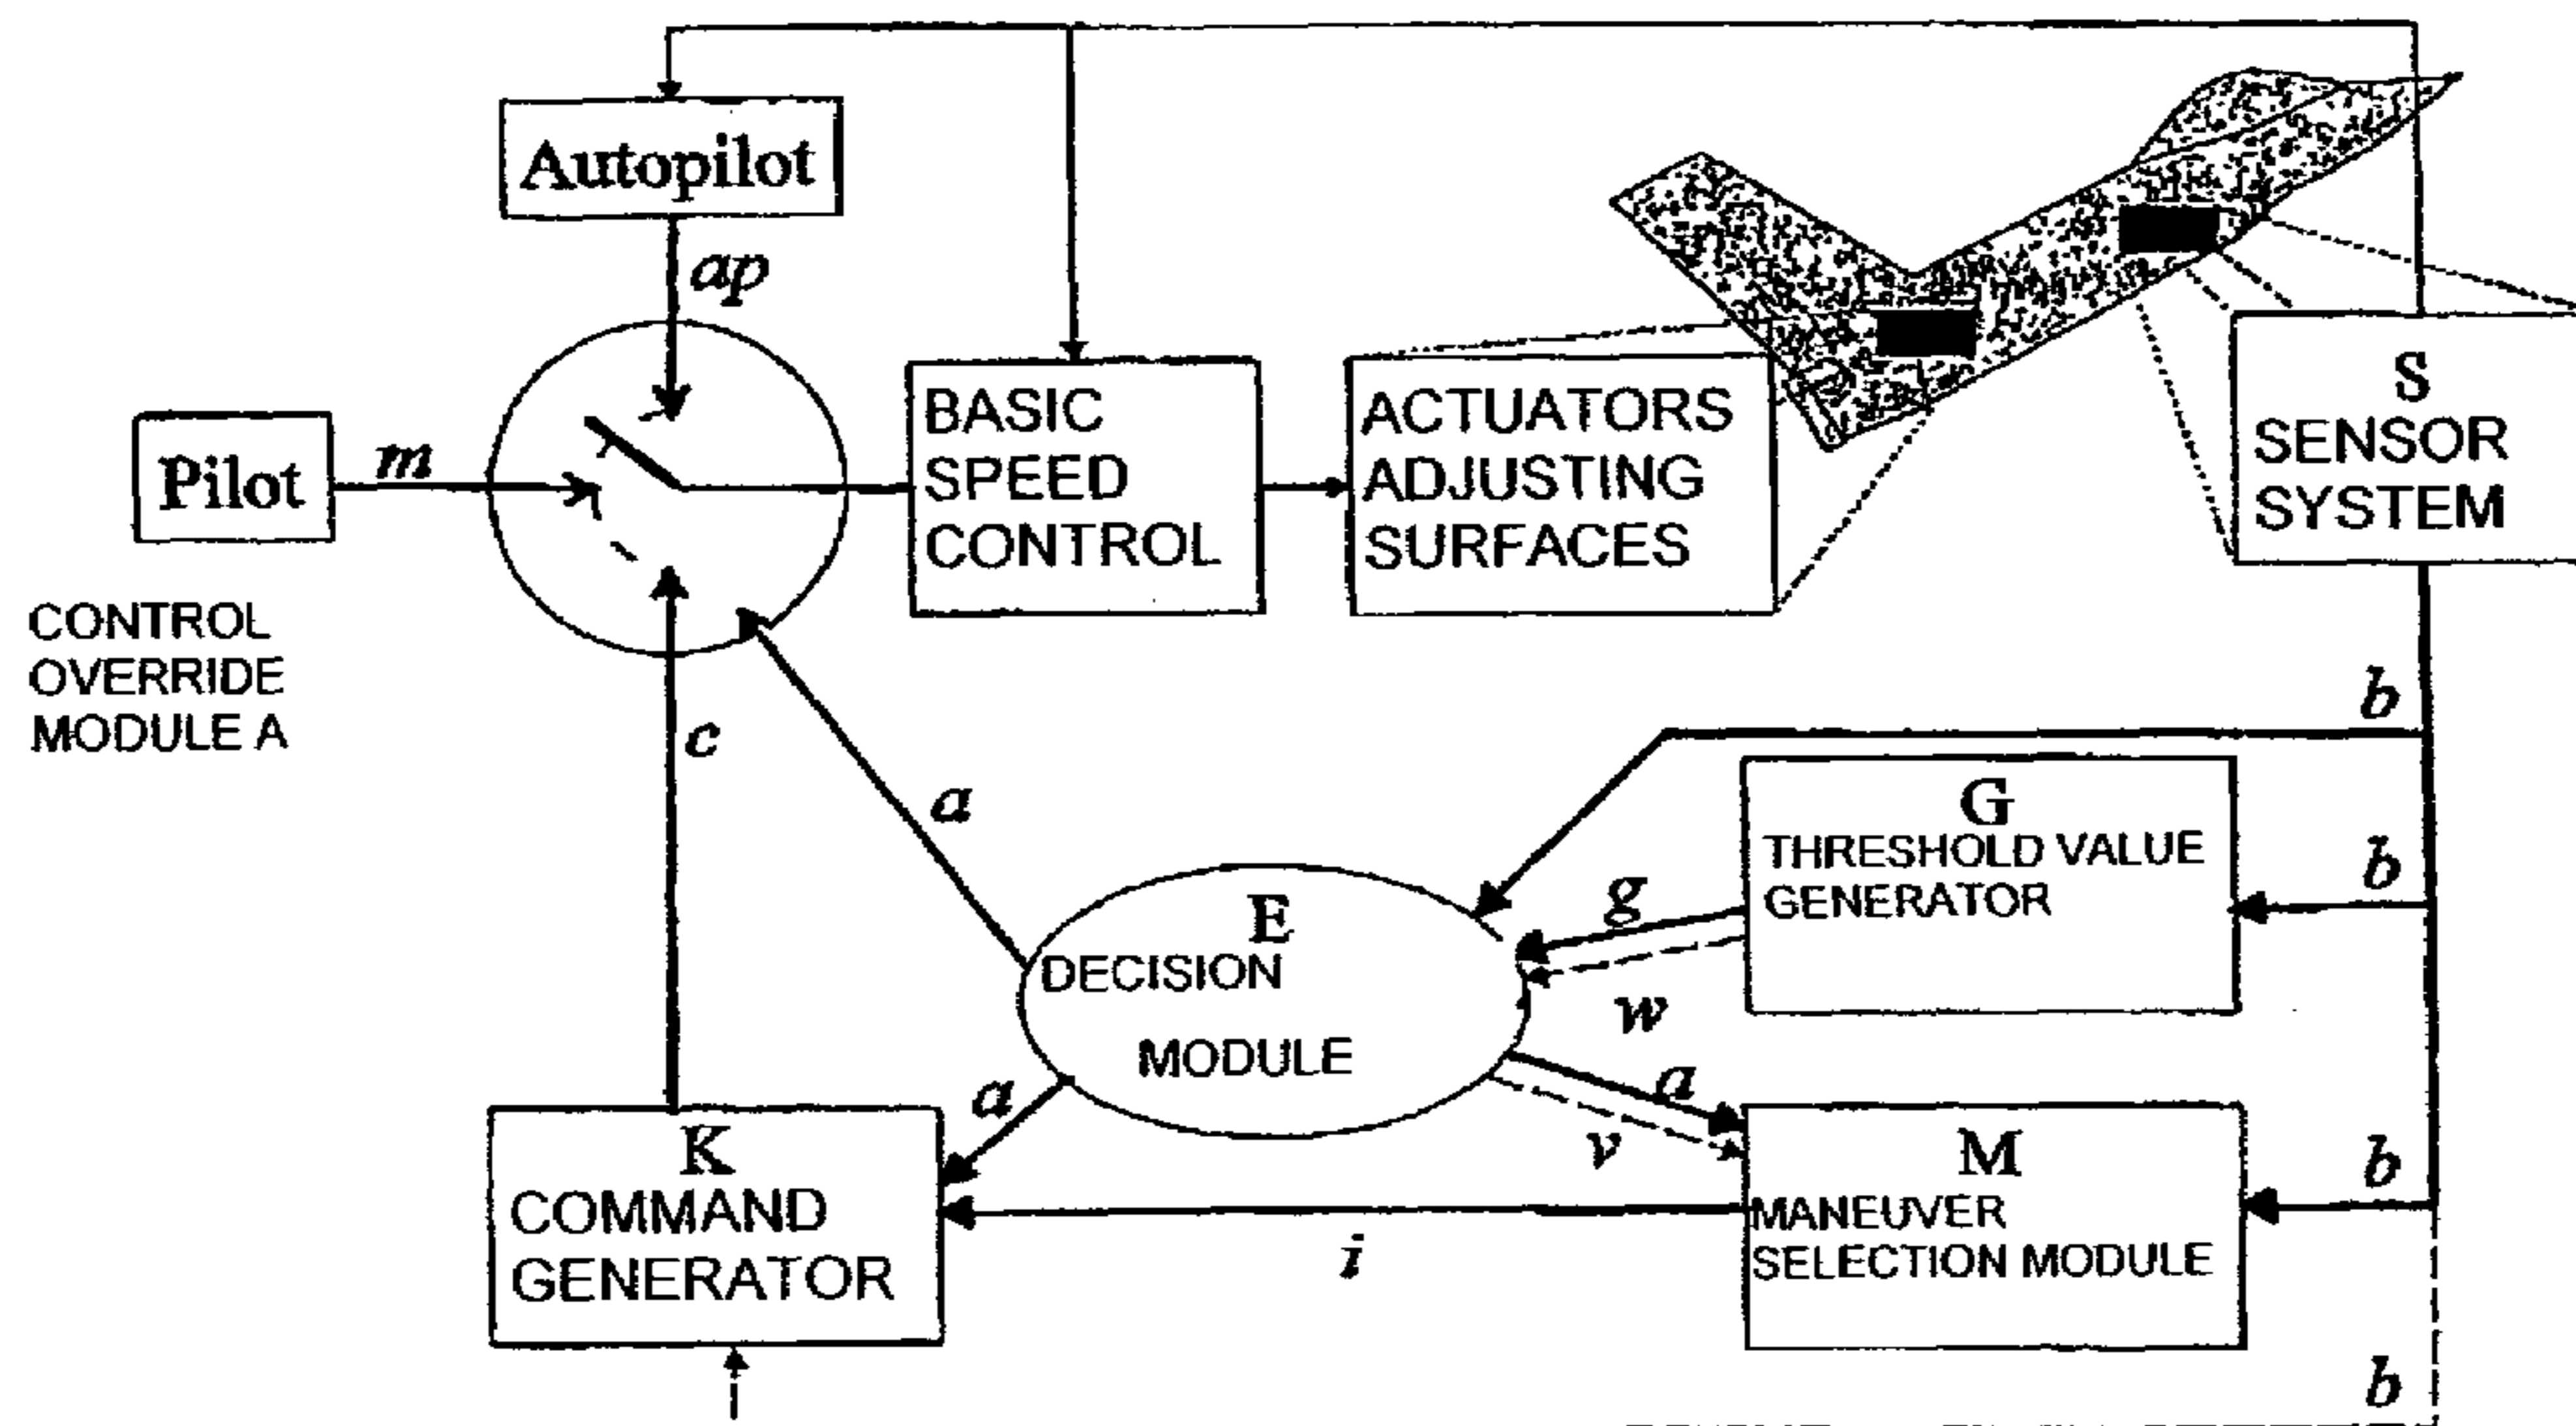 Autopilot
ap
Pilot
m
BASIC
SPEED
CONTROL
ACTUATORS
ADJUSTING
SURFACES
S
SENSOR
SYSTEM
CONTROL
OVERRIDE
MODULE A
c
a
b
G
THRESHOLD VALUE
GENERATOR
b
g
w
E
DECISION
MODULE
a
a
v
K
COMMAND
GENERATOR
i
M
MANEUVER
SELECTION MODULE
b
b